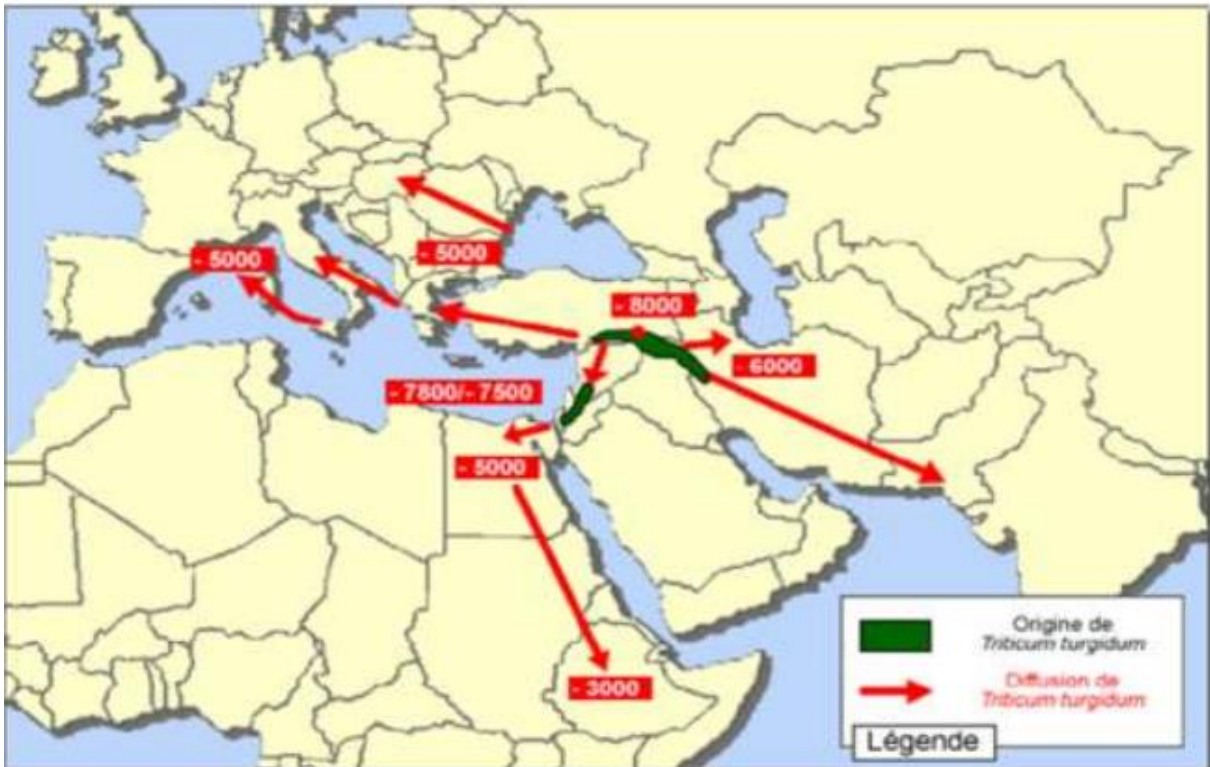 - 5000
- 5000
- 8000
- 6000
- 7800/- 7500
- 5000
- 3000
Origine de
Triticum turgidum
Diffusion de
Triticum turgidum
Légende